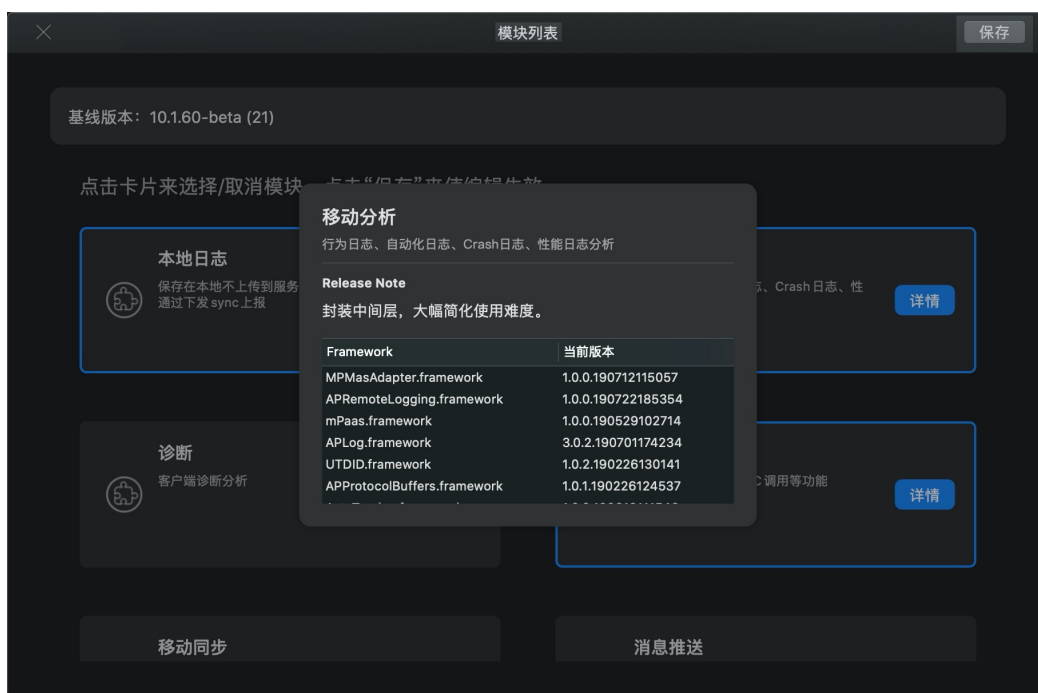 模块列表
保存
基线版本：10.1.60-beta (21)
点击卡片来选择/取消模块
本地日志
保存在本地不上传到服务
通过下发 sync 上报
移动分析
行为日志、自动化日志、Crash日志、性能日志分析
Release Note
封装中间层，大幅简化使用难度。
Framework 当前版本
MPMasAdapter.framework 1.0.0.190712115057
APRemoteLogging.framework 1.0.0.190722185354
mPaas.framework 1.0.0.190529102714
APLog.framework 3.0.2.190701174234
UTDID.framework 1.0.2.190226130141
APProtocolBuffers.framework 1.0.1.190226124537
、Crash 日志、性
详情
诊断
客户端诊断分析
调用等功能
详情
移动同步
消息推送